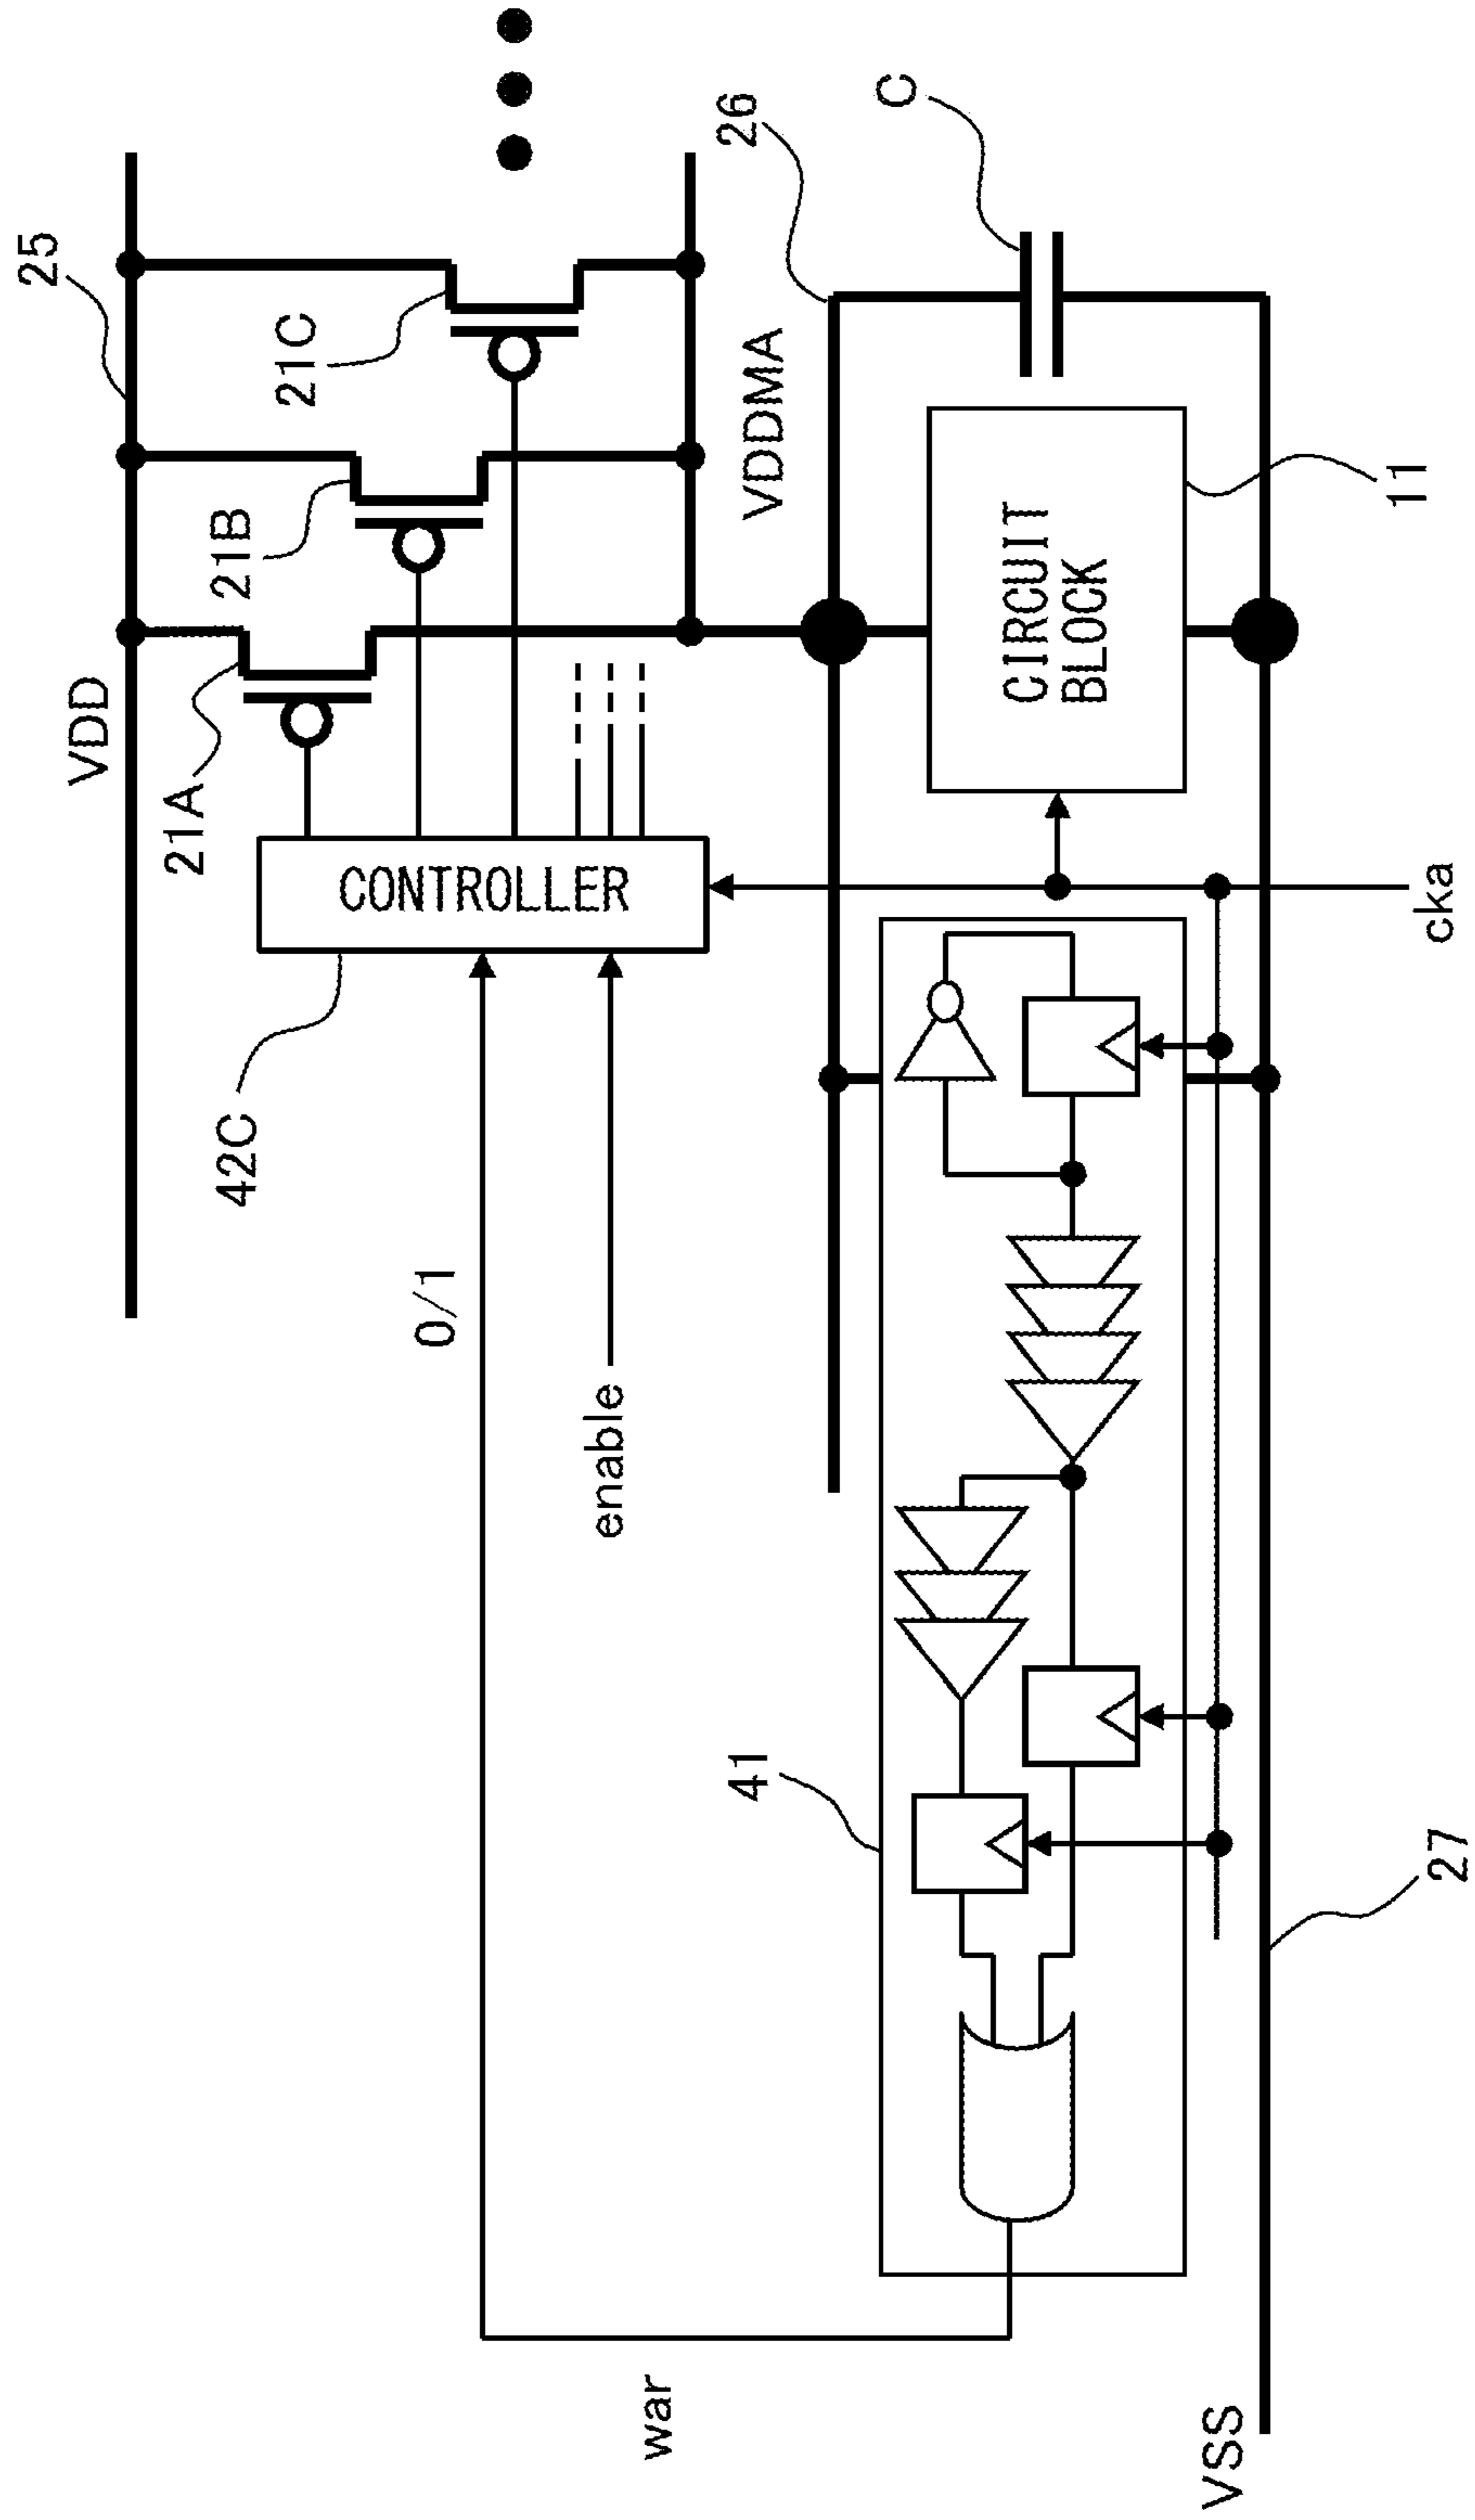 25
VDD
21A
21B
21C
42C
CONTROLLER
0/1
enable
war
VDDMA
26
C
CIRCUIT
BLOCK
11
41
cka
27
VSS